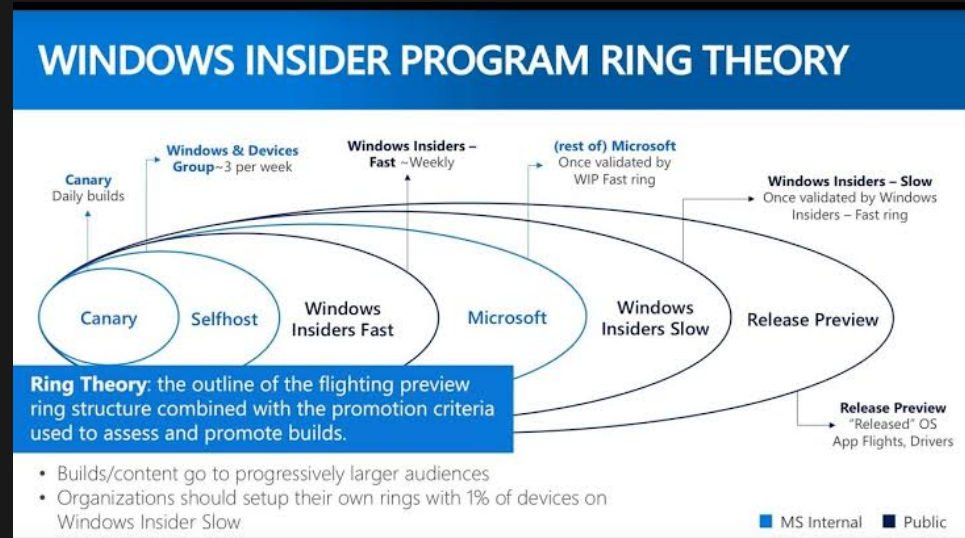 WINDOWS INSIDER PROGRAM RING THEORY
Canary
Daily builds
Windows & Devices
Group~3 per week
Windows Insiders –
Fast ~Weekly
(rest of) Microsoft
Once validated by
WIP Fast ring
Windows Insiders – Slow
Once validated by Windows
Insiders – Fast ring
Canary
Selfhost
Windows
Insiders Fast
Microsoft
Windows
Insiders Slow
Release Preview
Ring Theory: the outline of the flighting preview
ring structure combined with the promotion criteria
used to assess and promote builds.
Release Preview
"Released" OS
App Flights, Drivers
• Builds/content go to progressively larger audiences
• Organizations should setup their own rings with 1% of devices on
Windows Insider Slow
MS Internal
Public